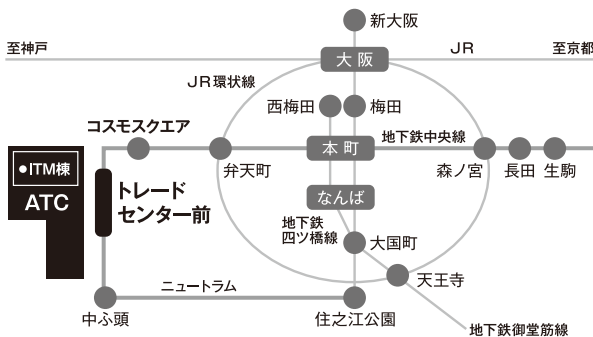 新大阪
至神戸
JR
至京都
大阪
JR環状線
西梅田
梅田
コスモスクエア
地下鉄中央線
本町
弁天町
森ノ宮
長田
生駒
●ITM棟
ATC
トレード
センター前
なんば
地下鉄
四ツ橋線
大国町
天王寺
ニュートラム
中ふ頭
住之江公園
地下鉄御堂筋線